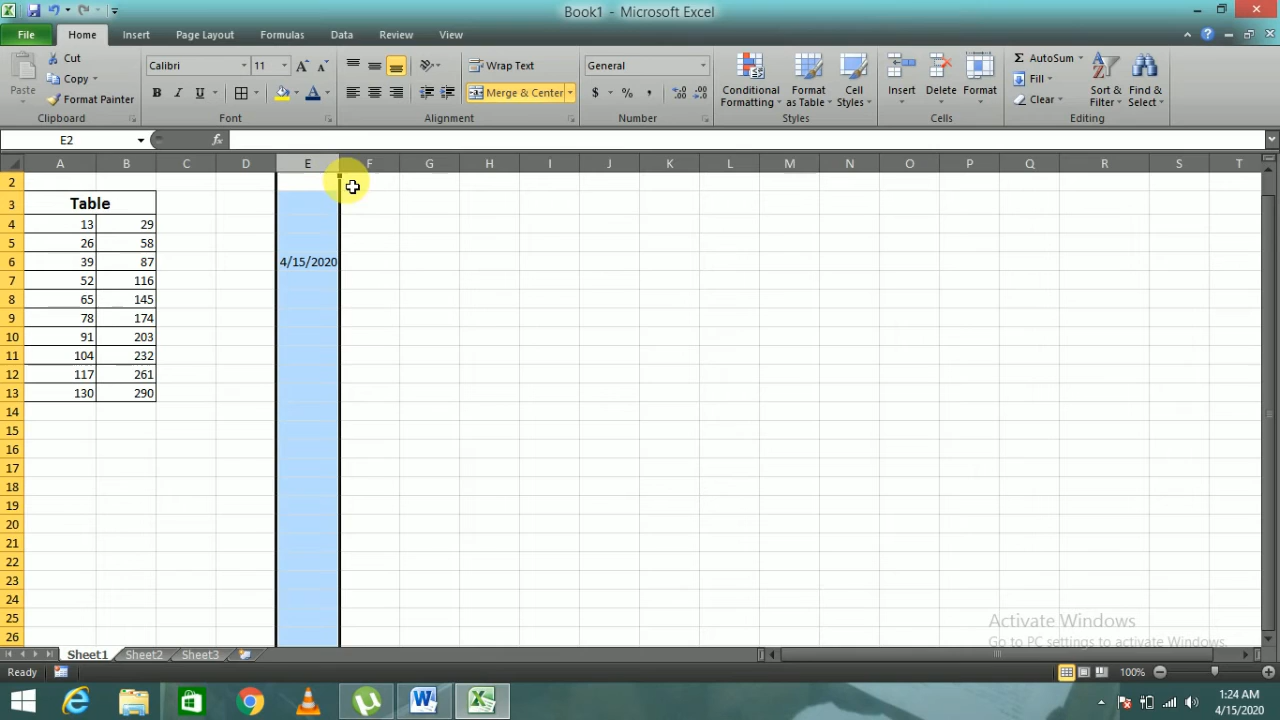 Book1 - Microsoft Excel
File Home Insert Page Layout Formulas Data Review View
Paste
Cut
Copy
Format Painter
Clipboard
Calibri 11
B I U
Font
Wrap Text
Merge & Center
Alignment
General
$ % ,
Number
Conditional Formatting
Format as Table
Cell Styles
Styles
Insert Delete Format
Cells
AutoSum
Fill
Clear
Sort & Filter
Find & Select
Editing
E2 fx
A B C D E F G H I J K L M N O P Q R S T
2
3 Table
4 13 29
5 26 58
6 39 87 4/15/2020
7 52 116
8 65 145
9 78 174
10 91 203
11 104 232
12 117 261
13 130 290
14
15
16
17
18
19
20
21
22
23
24
25
26
Activate Windows
Go to PC settings to activate Windows.
Sheet1 Sheet2 Sheet3
Ready 100%
1:24 AM
4/15/2020